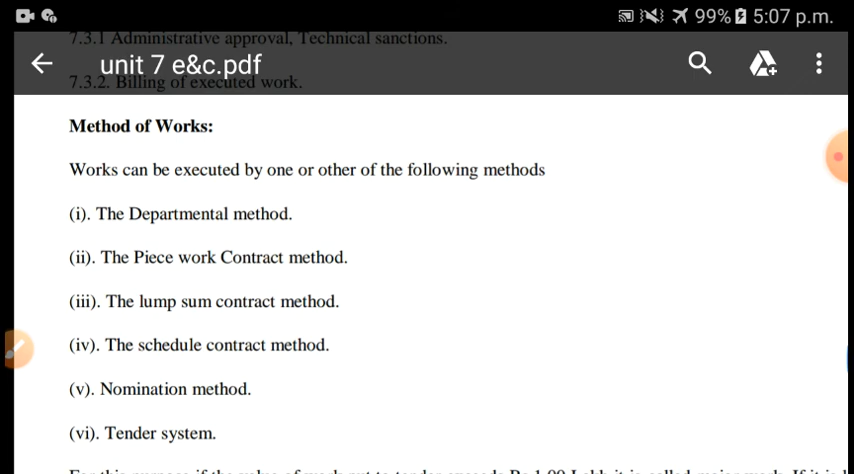 99% 5:07 p.m.
7.3.1 Administrative approval, Technical sanctions.
unit 7 e&c.pdf
7.3.2. Billing of executed work.
Method of Works:
Works can be executed by one or other of the following methods
(i). The Departmental method.
(ii). The Piece work Contract method.
(iii). The lump sum contract method.
(iv). The schedule contract method.
(v). Nomination method.
(vi). Tender system.